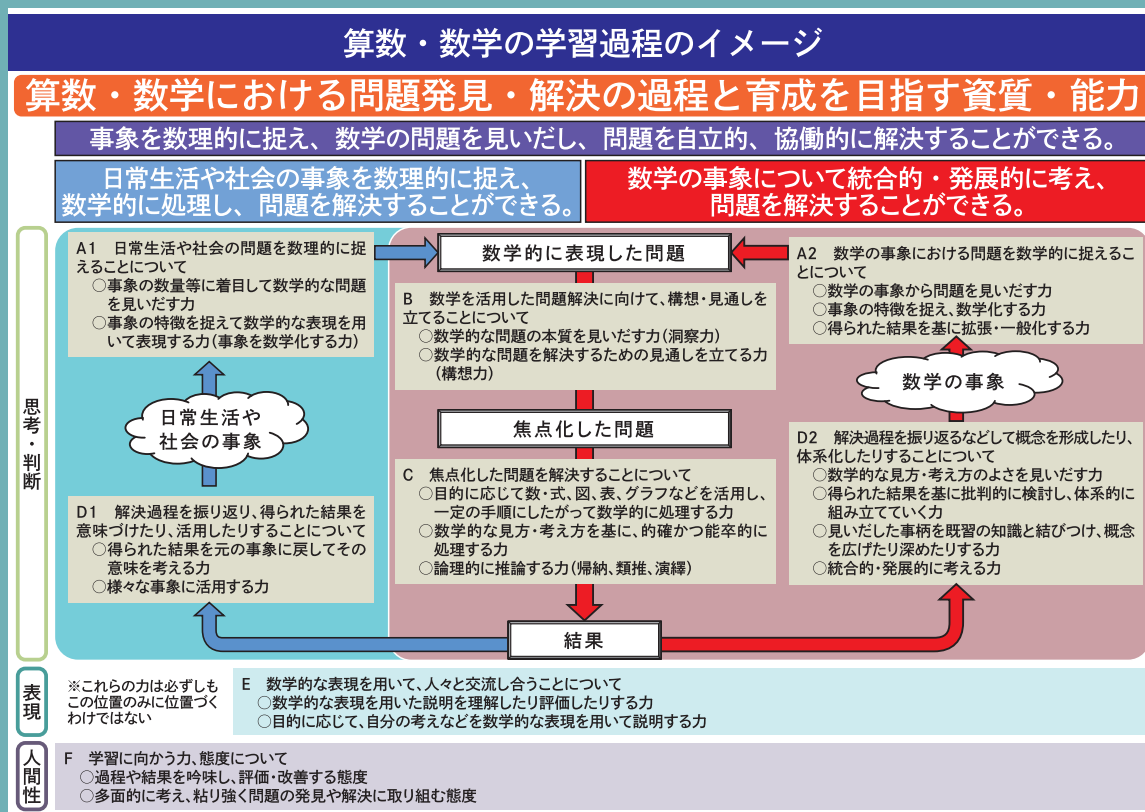 算数・数学の学習過程のイメージ
算数・数学における問題発見・解決の過程と育成を目指す資質・能力
事象を数理的に捉え、数学の問題を見いだし、問題を自立的、協働的に解決することができる。
日常生活や社会の事象を数理的に捉え、
数学的に処理し、問題を解決することができる。
数学の事象について統合的・発展的に考え、
問題を解決することができる。
思考・判断
A1 日常生活や社会の問題を数理的に捉
えることについて
○事象の数量等に着目して数学的な問題
を見いだす力
○事象の特徴を捉えて数学的な表現を用
いて表現する力(事象を数学化する力)
日常生活や
社会の事象
D1 解決過程を振り返り、得られた結果を
意味づけたり、活用したりすることについて
○得られた結果を元の事象に戻してその
意味を考える力
○様々な事象に活用する力
数学的に表現した問題
B 数学を活用した問題解決に向けて、構想・見通しを
立てることについて
○数学的な問題の本質を見いだす力(洞察力)
○数学的な問題を解決するための見通しを立てる力
(構想力)
焦点化した問題
C 焦点化した問題を解決することについて
○目的に応じて数・式、図、表、グラフなどを活用し、
一定の手順にしたがって数学的に処理する力
○数学的な見方・考え方を基に、的確かつ能率的に
処理する力
○論理的に推論する力(帰納、類推、演繹)
結果
A2 数学の事象における問題を数学的に捉えるこ
とについて
○数学の事象から問題を見いだす力
○事象の特徴を捉え、数学化する力
○得られた結果を基に拡張・一般化する力
数学の事象
D2 解決過程を振り返るなどして概念を形成したり、
体系化したりすることについて
○数学的な見方・考え方のよさを見いだす力
○得られた結果を基に批判的に検討し、体系的に
組み立てていく力
○見いだした事柄を既習の知識と結びつけ、概念
を広げたり深めたりする力
○統合的・発展的に考える力
表現
※これらの力は必ずしも
この位置のみに位置づく
わけではない
E 数学的な表現を用いて、人々と交流し合うことについて
○数学的な表現を用いた説明を理解したり評価したりする力
○目的に応じて、自分の考えなどを数学的な表現を用いて説明する力
人間性
F 学習に向かう力、態度について
○過程や結果を吟味し、評価・改善する態度
○多面的に考え、粘り強く問題の発見や解決に取り組む態度